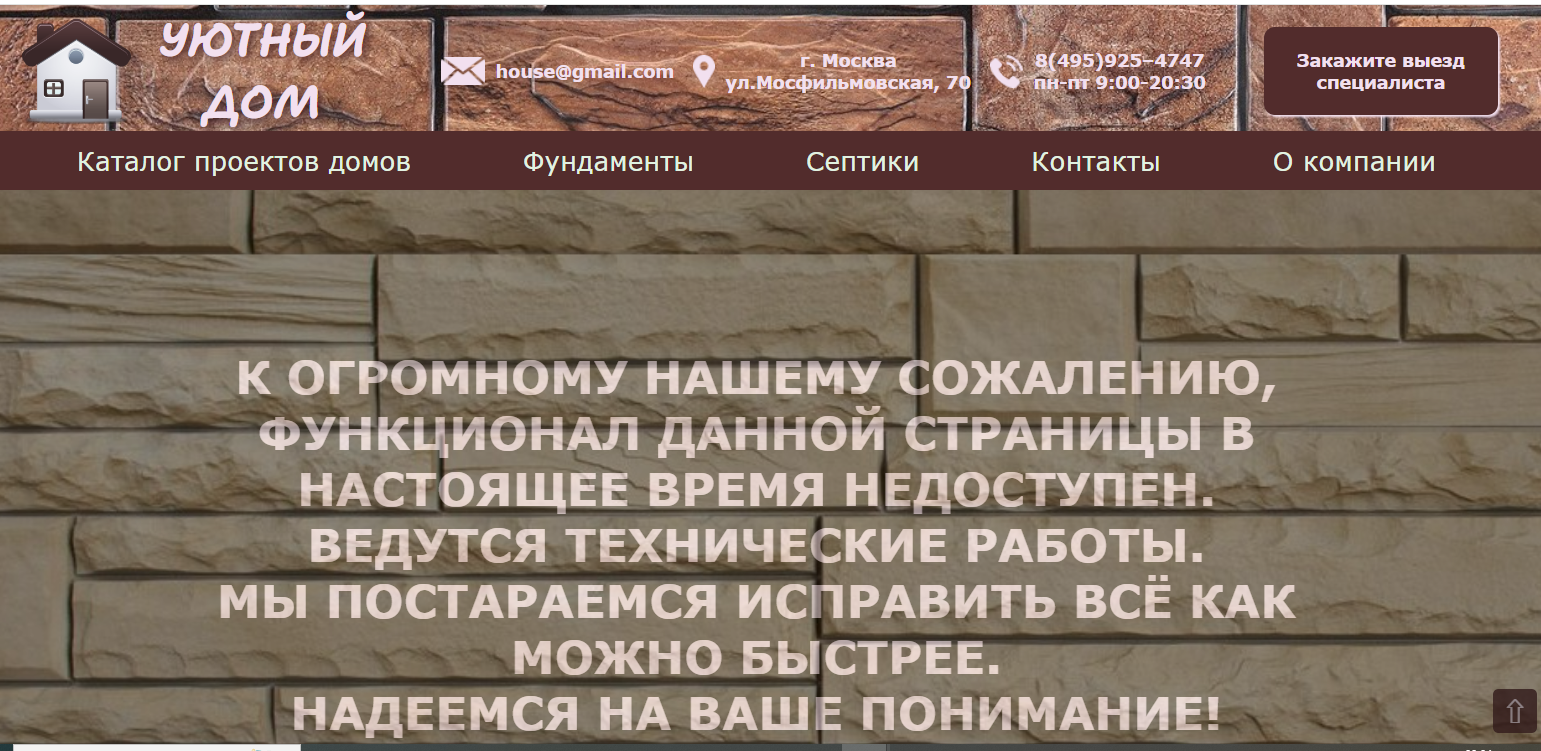 УЮТНЫЙ
ДОМ
house@gmail.com
г. Москва
ул.Мосфильмовская, 70
8(495)925-4747
пн-пт 9:00-20:30
Закажите выезд
специалиста
Каталог проектов домов
Фундаменты
Септики
Контакты
О компании
К ОГРОМНОМУ НАШЕМУ СОЖАЛЕНИЮ,
ФУНКЦИОНАЛ ДАННОЙ СТРАНИЦЫ В
НАСТОЯЩЕЕ ВРЕМЯ НЕДОСТУПЕН.
ВЕДУТСЯ ТЕХНИЧЕСКИЕ РАБОТЫ.
МЫ ПОСТАРАЕМСЯ ИСПРАВИТЬ ВСЁ КАК
МОЖНО БЫСТРЕЕ.
НАДЕЕМСЯ НА ВАШЕ ПОНИМАНИЕ!